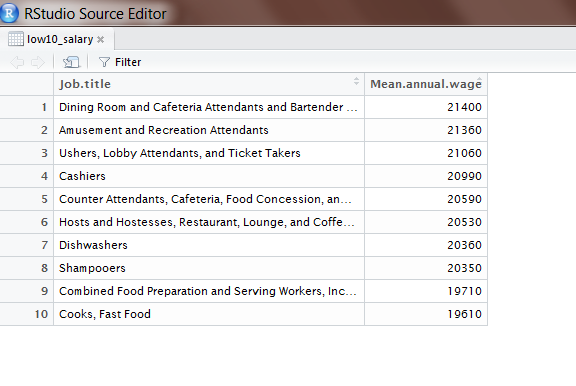 RStudio Source Editor
low10_salary
Filter
Job.title Mean.annual.wage
1 Dining Room and Cafeteria Attendants and Bartender ... 21400
2 Amusement and Recreation Attendants 21360
3 Ushers, Lobby Attendants, and Ticket Takers 21060
4 Cashiers 20990
5 Counter Attendants, Cafeteria, Food Concession, an... 20590
6 Hosts and Hostesses, Restaurant, Lounge, and Coffe... 20530
7 Dishwashers 20360
8 Shampooers 20350
9 Combined Food Preparation and Serving Workers, Inc... 19710
10 Cooks, Fast Food 19610